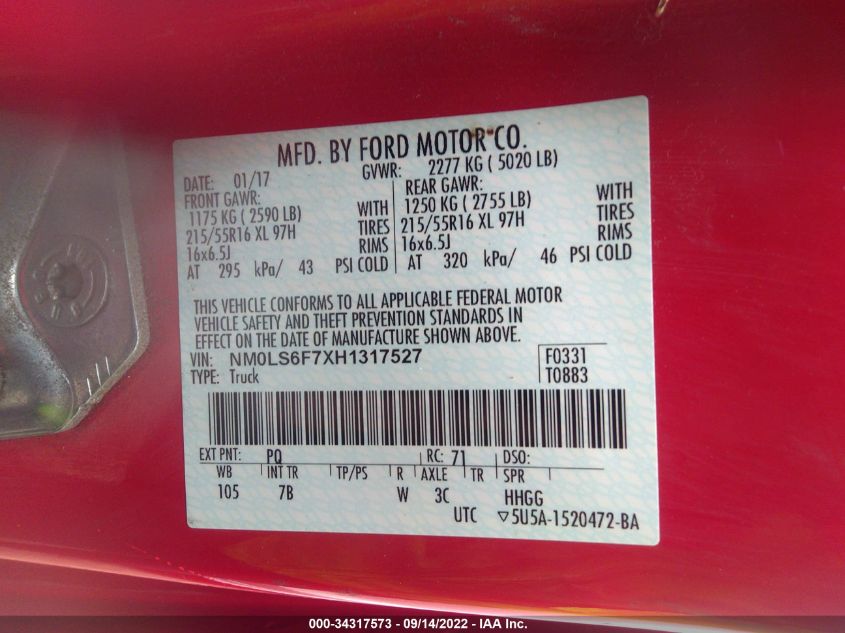 MFD. BY FORD MOTOR CO.
DATE: 01/17 GVWR: 2277 KG ( 5020 LB)
FRONT GAWR: REAR GAWR:
1175 KG ( 2590 LB) WITH 1250 KG ( 2755 LB) WITH
215/55R16 XL 97H TIRES 215/55R16 XL 97H TIRES
16x6.5J RIMS 16x6.5J RIMS
AT 295 kPa/ 43 PSI COLD AT 320 kPa/ 46 PSI COLD
THIS VEHICLE CONFORMS TO ALL APPLICABLE FEDERAL MOTOR
VEHICLE SAFETY AND THEFT PREVENTION STANDARDS IN
EFFECT ON THE DATE OF MANUFACTURE SHOWN ABOVE.
VIN: NM0LS6F7XH1317527 F0331
TYPE: Truck T0883
EXT PNT: PQ RC: 71 DSO:
WB INT TR TP/PS R AXLE TR SPR
105 7B W 3C HHGG
UTC ▽5U5A-1520472-BA
000-34317573 - 09/14/2022 - IAA Inc.